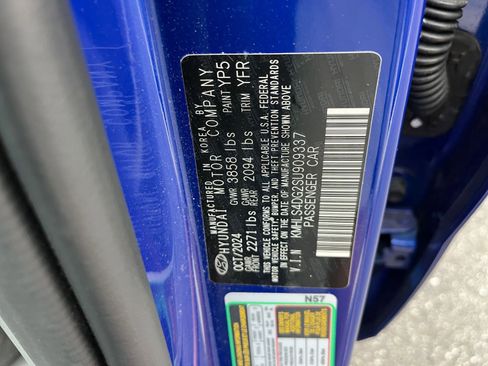 MANUFACTURED IN KOREA BY
HYUNDAI MOTOR COMPANY
OCT/2024 GVWR 3858 lbs PAINT YP5
GAWR FRONT 2271 lbs GAWR REAR 2094 lbs TRIM YFR
THIS VEHICLE CONFORMS TO ALL APPLICABLE U.S.A. FEDERAL
MOTOR VEHICLE SAFETY, BUMPER, AND THEFT PREVENTION STANDARDS
IN EFFECT ON THE DATE OF MANUFACTURE SHOWN ABOVE
V.I.N KMHLS4DG2SU909337
PASSENGER CAR
N57